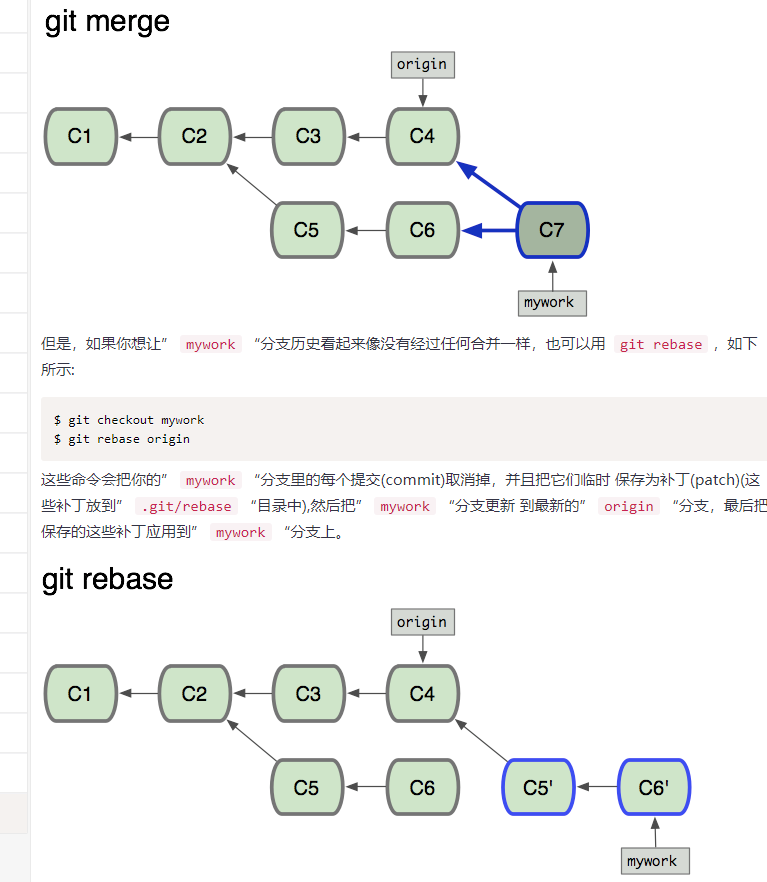 git merge
origin
C1 C2 C3 C4
C5 C6 C7
mywork
但是，如果你想让” mywork “分支历史看起来像没有经过任何合并一样，也可以用 git rebase ，如下
所示:
$ git checkout mywork
$ git rebase origin
这些命令会把你的” mywork “分支里的每个提交(commit)取消掉，并且把它们临时 保存为补丁(patch)(这
些补丁放到” .git/rebase “目录中),然后把” mywork “分支更新 到最新的” origin “分支，最后把
保存的这些补丁应用到” mywork “分支上。
git rebase
origin
C1 C2 C3 C4
C5 C6 C5' C6'
mywork